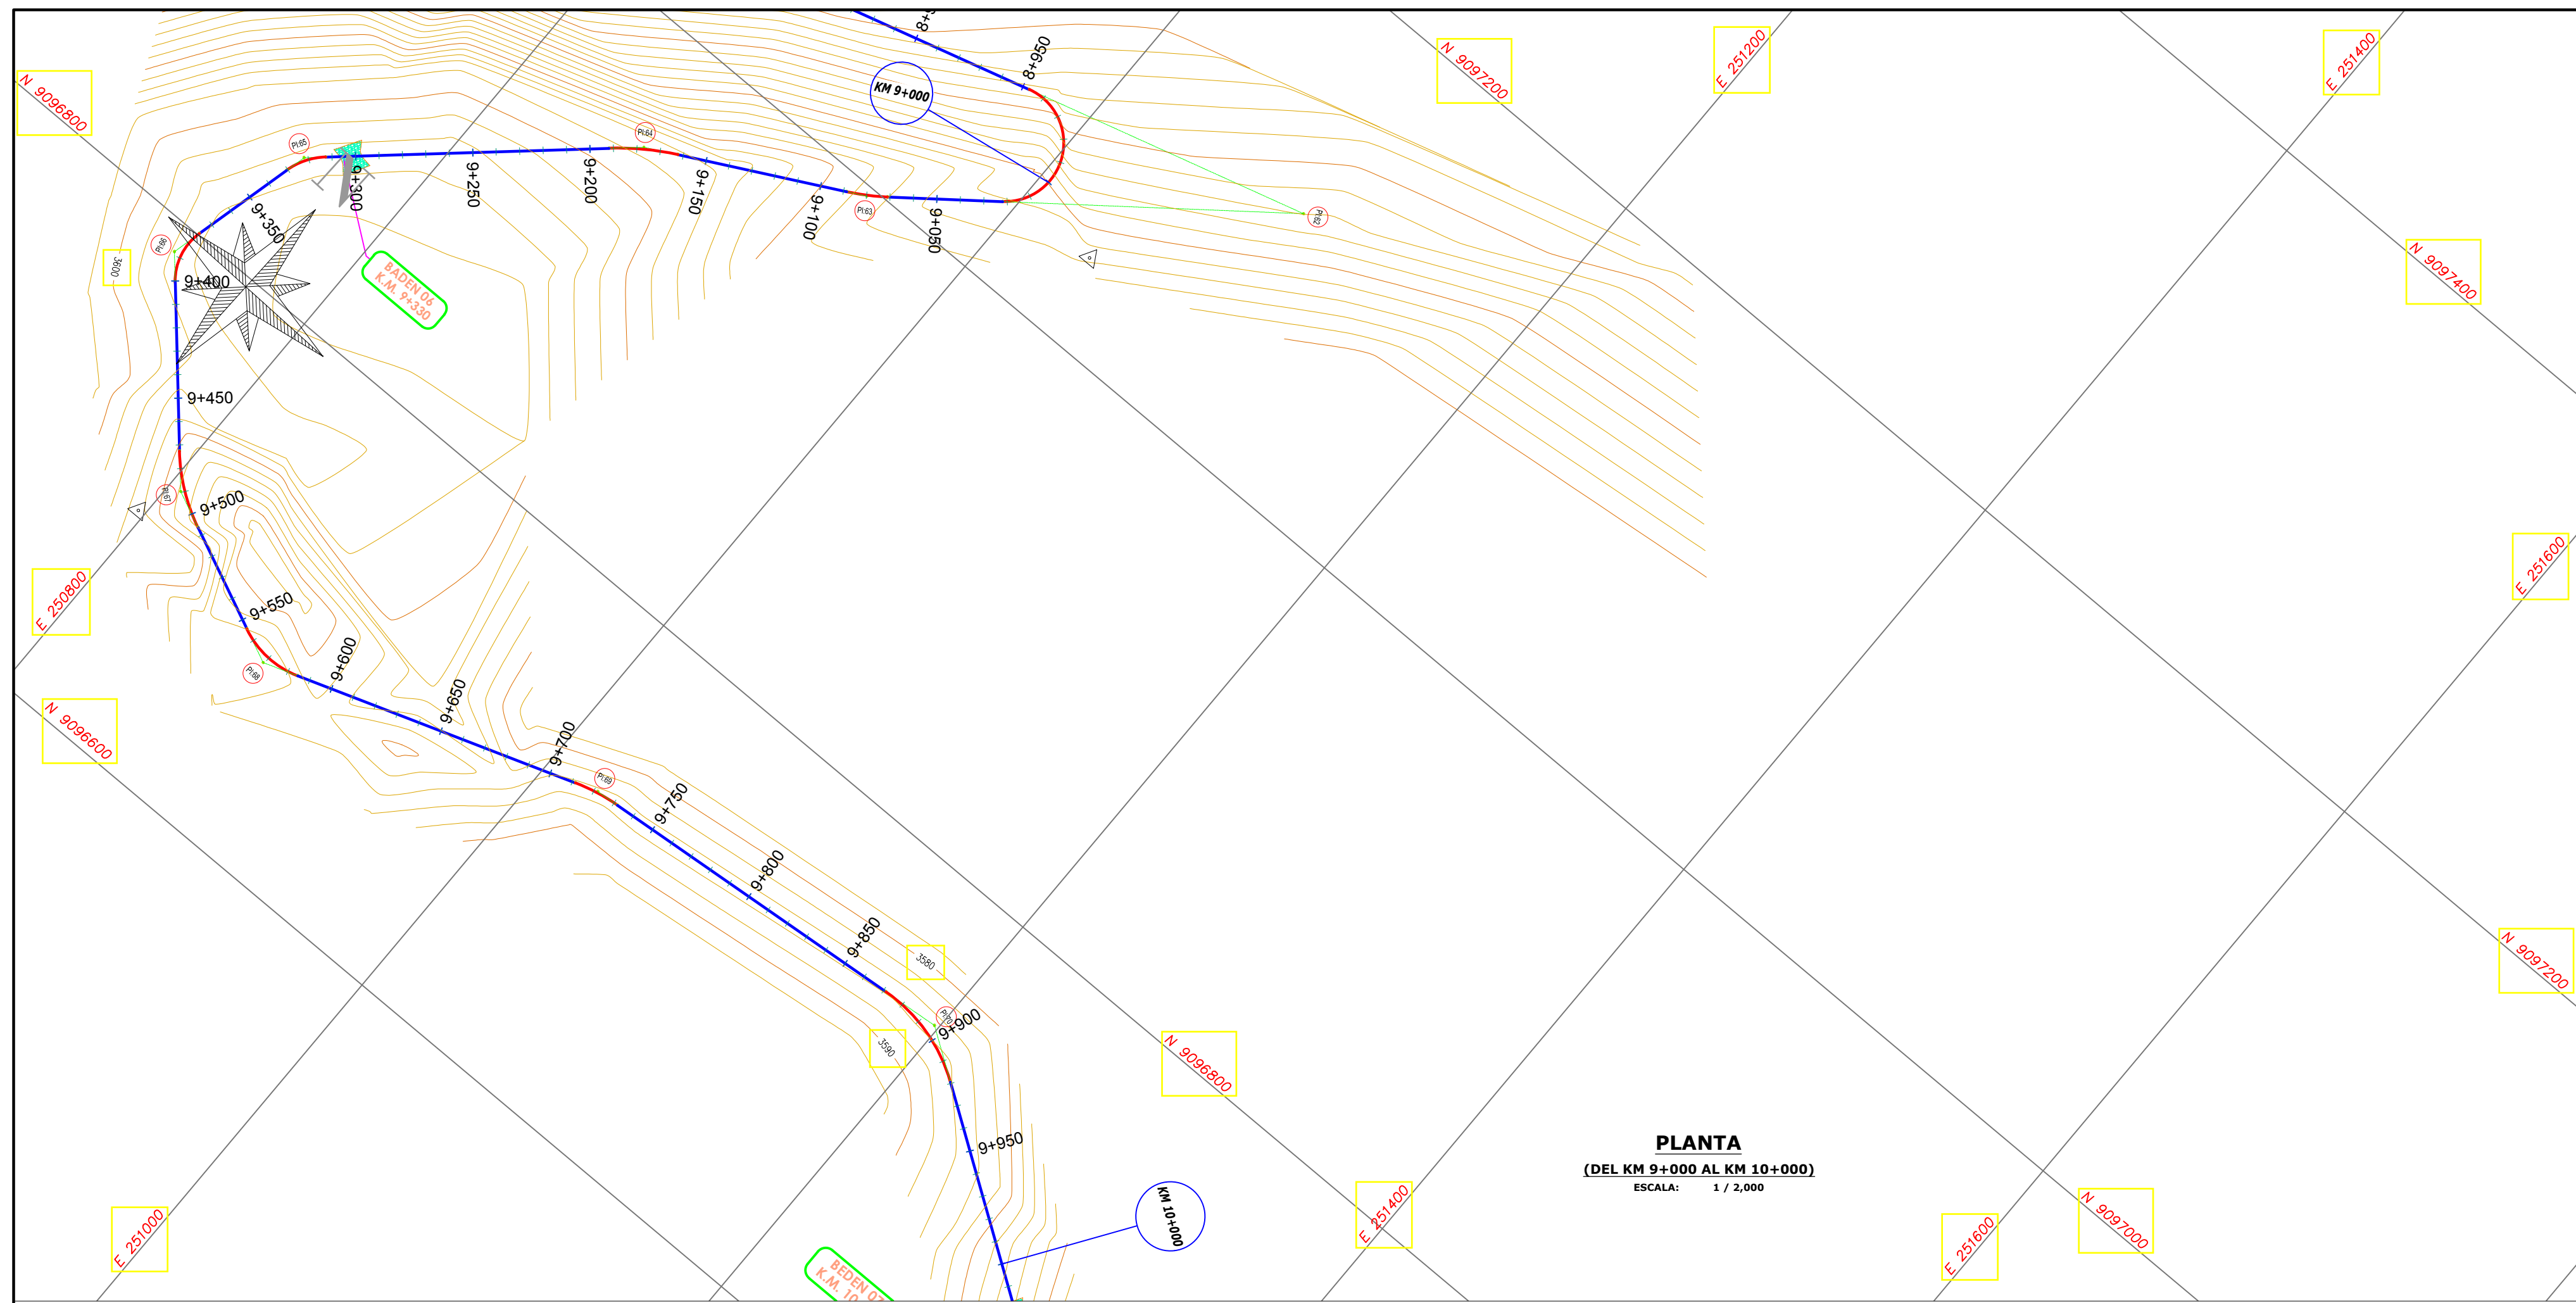 N 9096800
8+950
KM 9+000
N 9097200
E 251200
E 251400
PI:65
PI:64
9+300
9+250
9+200
9+150
9+100
9+050
PI:63
PI:62
PI:66
9+350
3600
9+400
BADEN 06
K.M. 9+330
N 9097400
9+450
PI:67
9+500
E 250800
9+550
E 251600
PI:68
9+600
N 9096600
9+650
9+700
PI:69
9+750
9+800
9+850
3580
N 9097200
PI:70
9+900
3590
N 9096800
9+950
PLANTA
(DEL KM 9+000 AL KM 10+000)
ESCALA: 1 / 2,000
KM 10+000
E 251000
E 251400
E 251600
N 9097000
BEDEN 07
K.M. 10